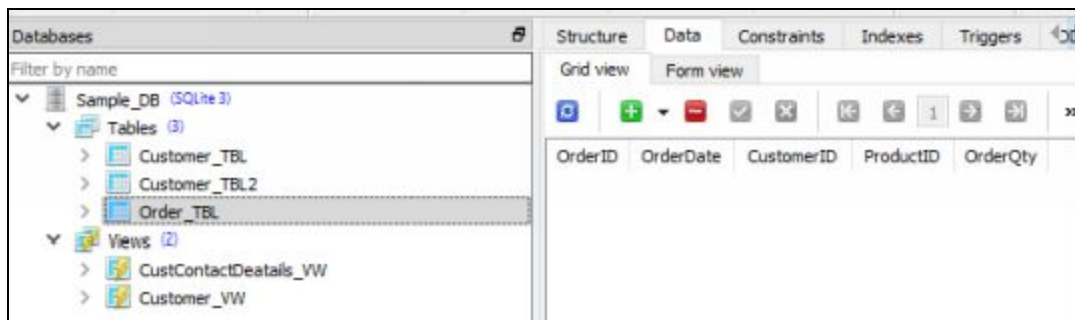 Databases
Filter by name
Sample_DB (SQLite 3)
Tables (3)
Customer_TBL
Customer_TBL2
Order_TBL
Views (2)
CustContactDeatails_VW
Customer_VW
Structure Data Constraints Indexes Triggers
Grid view Form view
1
OrderID OrderDate CustomerID ProductID OrderQty